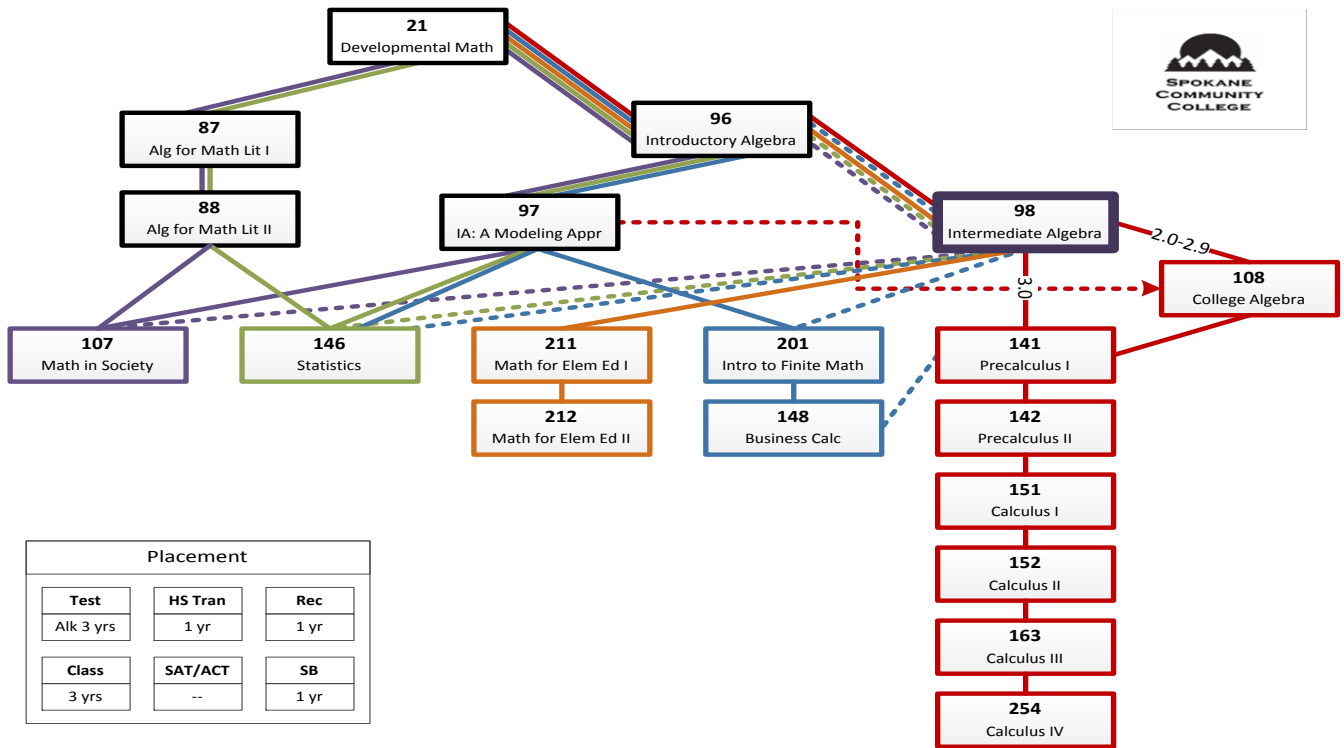 21
Developmental Math
SPOKANE
COMMUNITY
COLLEGE
96
Introductory Algebra
87
Alg for Math Lit I
88
Alg for Math Lit II
97
IA: A Modeling Appr
98
Intermediate Algebra
2.0-2.9
108
College Algebra
3.0
107
Math in Society
146
Statistics
211
Math for Elem Ed I
201
Intro to Finite Math
141
Precalculus I
212
Math for Elem Ed II
148
Business Calc
142
Precalculus II
151
Calculus I
152
Calculus II
163
Calculus III
254
Calculus IV
Placement
Test HS Tran Rec
Alk 3 yrs 1 yr 1 yr
Class SAT/ACT SB
3 yrs -- 1 yr